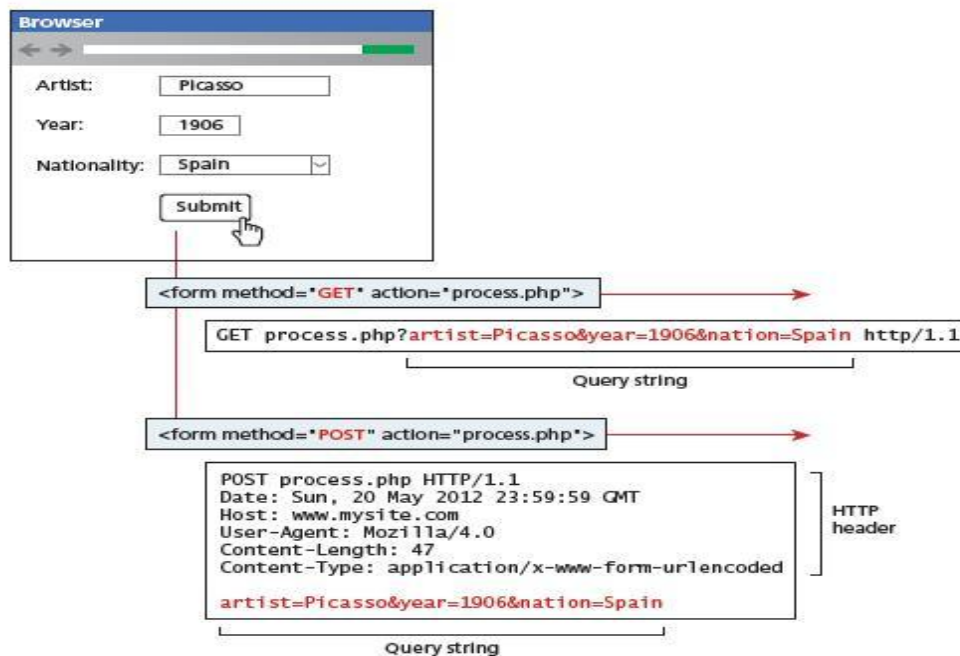 Browser
Artist: Picasso
Year: 1906
Nationality: Spain
Submit
<form method="GET" action="process.php">
GET process.php?artist=Picasso&year=1906&nation=Spain http/1.1
Query string
<form method="POST" action="process.php">
POST process.php HTTP/1.1
Date: Sun, 20 May 2012 23:59:59 GMT
Host: www.mysite.com
User-Agent: Mozilla/4.0
Content-Length: 47
Content-Type: application/x-www-form-urlencoded
HTTP
header
artist=Picasso&year=1906&nation=Spain
Query string